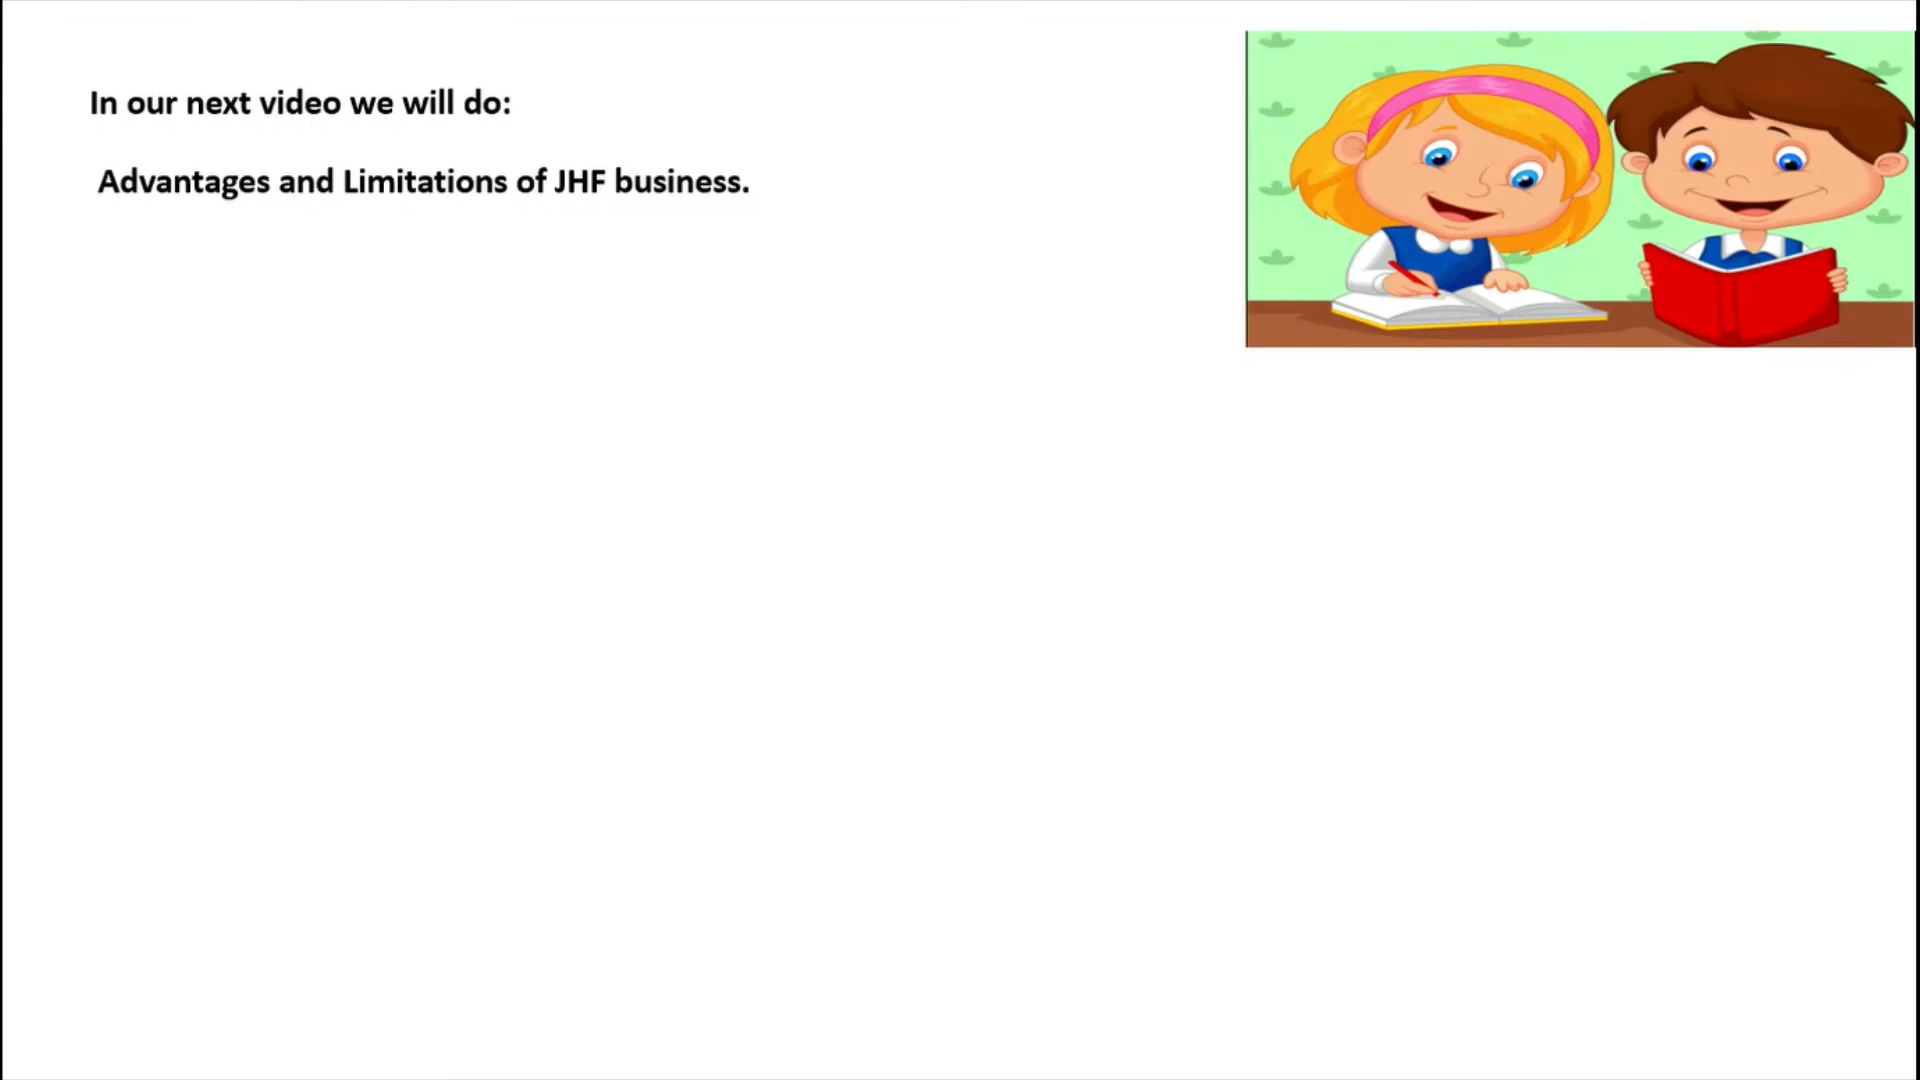 In our next video we will do:
Advantages and Limitations of JHF business.